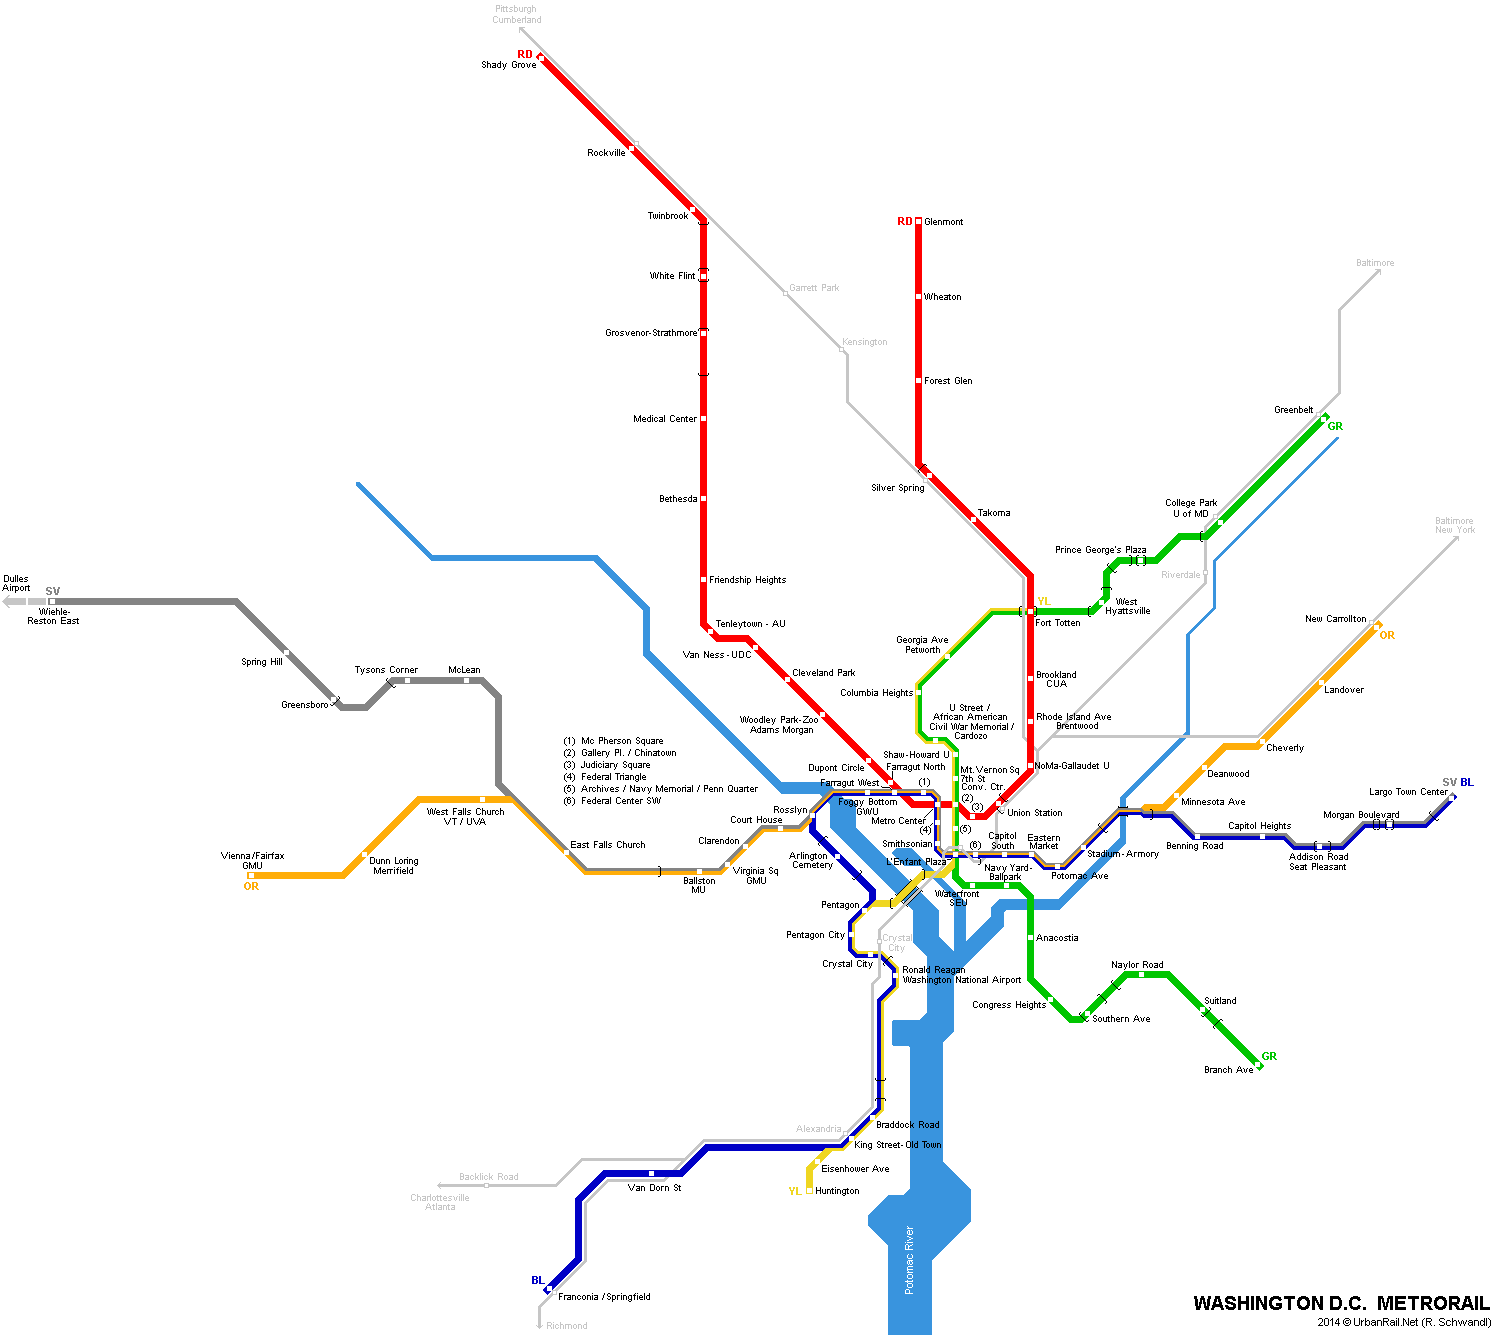 Pittsburgh
Cumberland
RD
Shady Grove
Rockville
Twinbrook
White Flint
Grosvenor-Strathmore
Medical Center
Bethesda
Friendship Heights
Tenleytown - AU
Van Ness - UDC
Cleveland Park
Woodley Park-Zoo
Adams Morgan
Dupont Circle
Farragut North
Garrett Park
Kensington
RD
Glenmont
Wheaton
Forest Glen
Silver Spring
Takoma
YL
Fort Totten
Brookland
CUA
Rhode Island Ave
Brentwood
NoMa-Gallaudet U
Union Station
Baltimore
Greenbelt
GR
College Park
U of MD
Prince George's Plaza
Riverdale
West
Hyattsville
Georgia Ave
Petworth
Columbia Heights
U Street /
African American
Civil War Memorial /
Cardozo
Shaw-Howard U
Mt. Vernon Sq
7th St
Conv. Ctr.
Baltimore
New York
New Carrollton
OR
Landover
Cheverly
Deanwood
Minnesota Ave
Dulles
Airport
SV
Wiehle-
Reston East
Spring Hill
Greensboro
Tysons Corner
McLean
(1) Mc Pherson Square
(2) Gallery Pl. / Chinatown
(3) Judiciary Square
(4) Federal Triangle
(5) Archives / Navy Memorial / Penn Quarter
(6) Federal Center SW
West Falls Church
VT / UVA
Vienna/Fairfax
GMU
OR
Dunn Loring
Merrifield
East Falls Church
Ballston
MU
Virginia Sq
GMU
Clarendon
Court House
Rosslyn
Farragut West
Foggy Bottom
GWU
(1)
(2)
(3)
Metro Center
(4)
(5)
Smithsonian
(6)
L'Enfant Plaza
Capitol
South
Eastern
Market
Potomac Ave
Stadium-Armory
Benning Road
Capitol Heights
Addison Road
Seat Pleasant
Morgan Boulevard
Largo Town Center
SV BL
Arlington
Cemetery
Pentagon
Pentagon City
Crystal City
Crystal
City
Ronald Reagan
Washington National Airport
Waterfront
SEU
Navy Yard-
Ballpark
Anacostia
Congress Heights
Southern Ave
Naylor Road
Suitland
Branch Ave
GR
Braddock Road
Alexandria
King Street-Old Town
Eisenhower Ave
YL
Huntington
Van Dorn St
Backlick Road
Charlottesville
Atlanta
BL
Franconia /Springfield
Richmond
Potomac River
WASHINGTON D.C. METRORAIL
2014 © UrbanRail.Net (R. Schwandl)